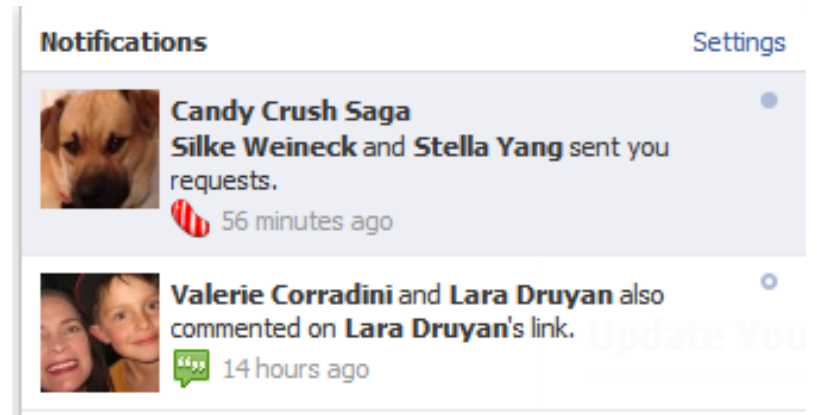 Notifications Settings
Candy Crush Saga
Silke Weineck and Stella Yang sent you
requests.
56 minutes ago
Valerie Corradini and Lara Druyan also
commented on Lara Druyan's link.
Update You
14 hours ago